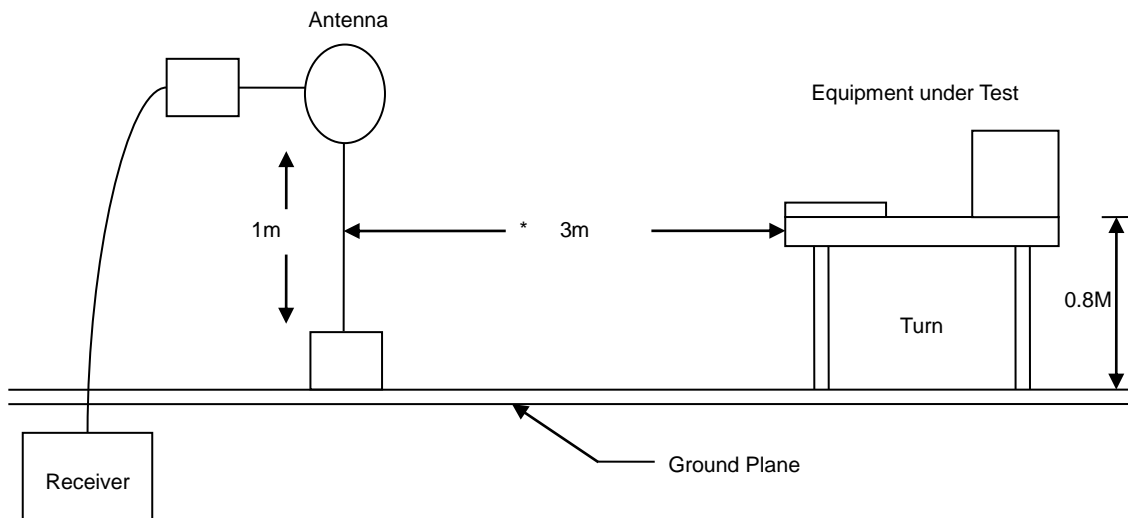 Antenna
Equipment under Test
1m
* 3m
0.8M
Turn
Ground Plane
Receiver